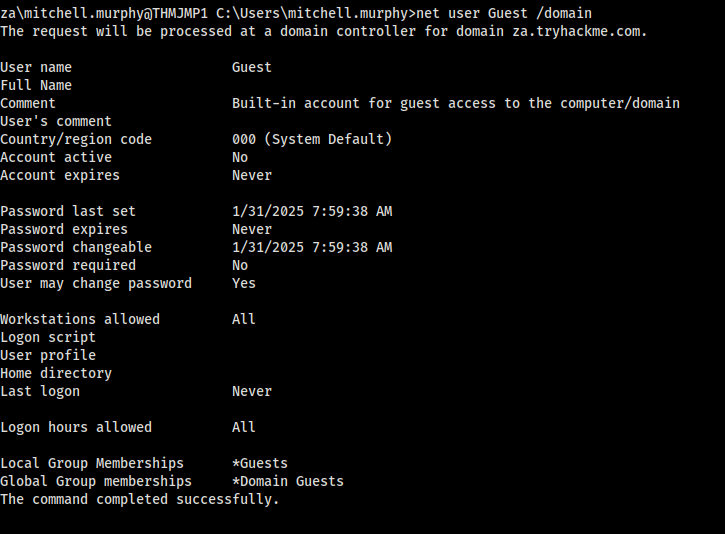 za\mitchell.murphy@THMJMP1 C:\Users\mitchell.murphy>net user Guest /domain
The request will be processed at a domain controller for domain za.tryhackme.com.

User name                    Guest
Full Name
Comment                      Built-in account for guest access to the computer/domain
User's comment
Country/region code          000 (System Default)
Account active               No
Account expires              Never

Password last set            1/31/2025 7:59:38 AM
Password expires             Never
Password changeable          1/31/2025 7:59:38 AM
Password required            No
User may change password     Yes

Workstations allowed         All
Logon script
User profile
Home directory
Last logon                   Never

Logon hours allowed          All

Local Group Memberships      *Guests
Global Group memberships     *Domain Guests
The command completed successfully.